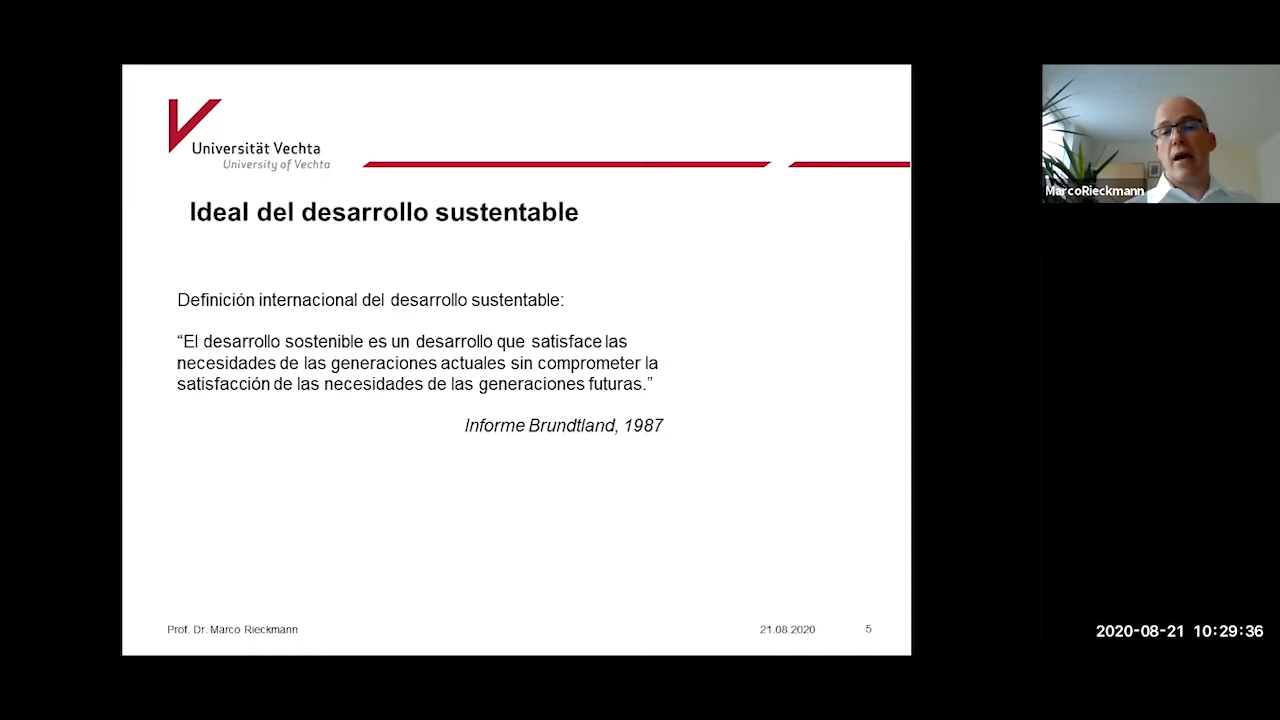 Universität Vechta
University of Vechta
Ideal del desarrollo sustentable
Definición internacional del desarrollo sustentable:
“El desarrollo sostenible es un desarrollo que satisface las
necesidades de las generaciones actuales sin comprometer la
satisfacción de las necesidades de las generaciones futuras.”
Informe Brundtland, 1987
Prof. Dr. Marco Rieckmann
21.08.2020
5
MarcoRieckmann
2020-08-21 10:29:36